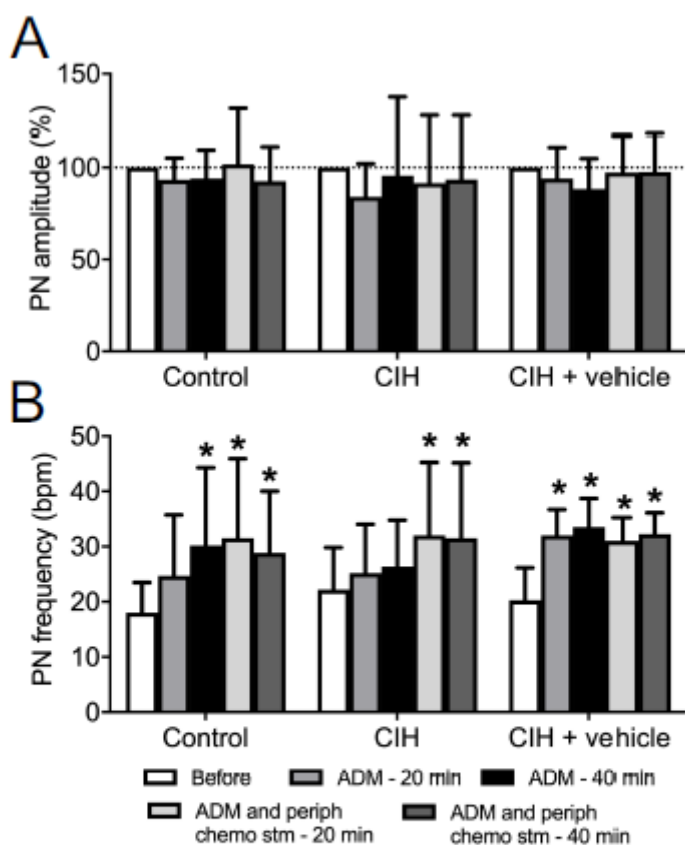 A
150
100
50
0
PN amplitude (%)
Control CIH CIH + vehicle
B
50
40
30
20
10
0
PN frequency (bpm)
* * *
* *
* * * *
Control CIH CIH + vehicle
Before ADM - 20 min ADM - 40 min
ADM and periph
chemo stm - 20 min
ADM and periph
chemo stm - 40 min